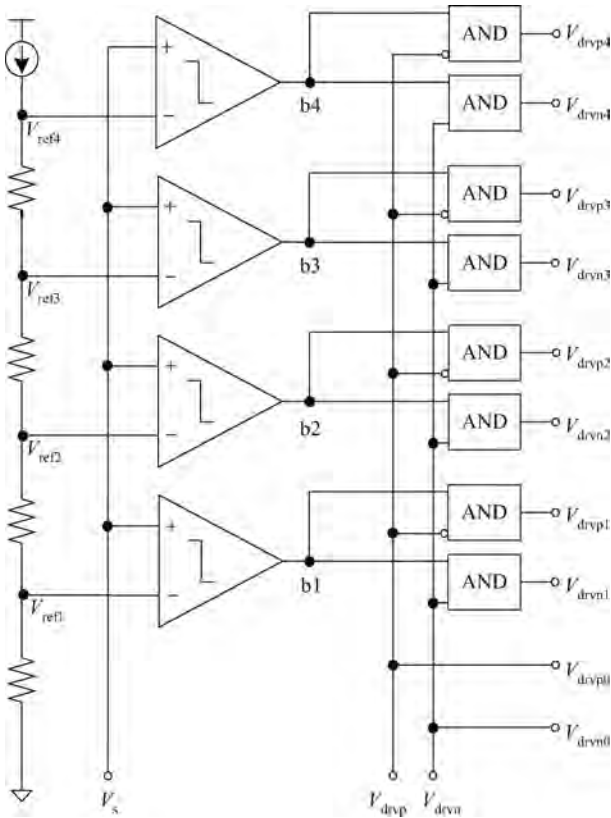 AND
V_drvp4
+
b4
−
V_ref4
AND
V_drvn4
AND
V_drvp3
+
b3
−
V_ref3
AND
V_drvn3
AND
V_drvp2
+
b2
−
V_ref2
AND
V_drvn2
AND
V_drvp1
+
b1
−
V_ref1
AND
V_drvn1
V_drvp0
V_drvn0
V_s
V_drvp
V_drvn